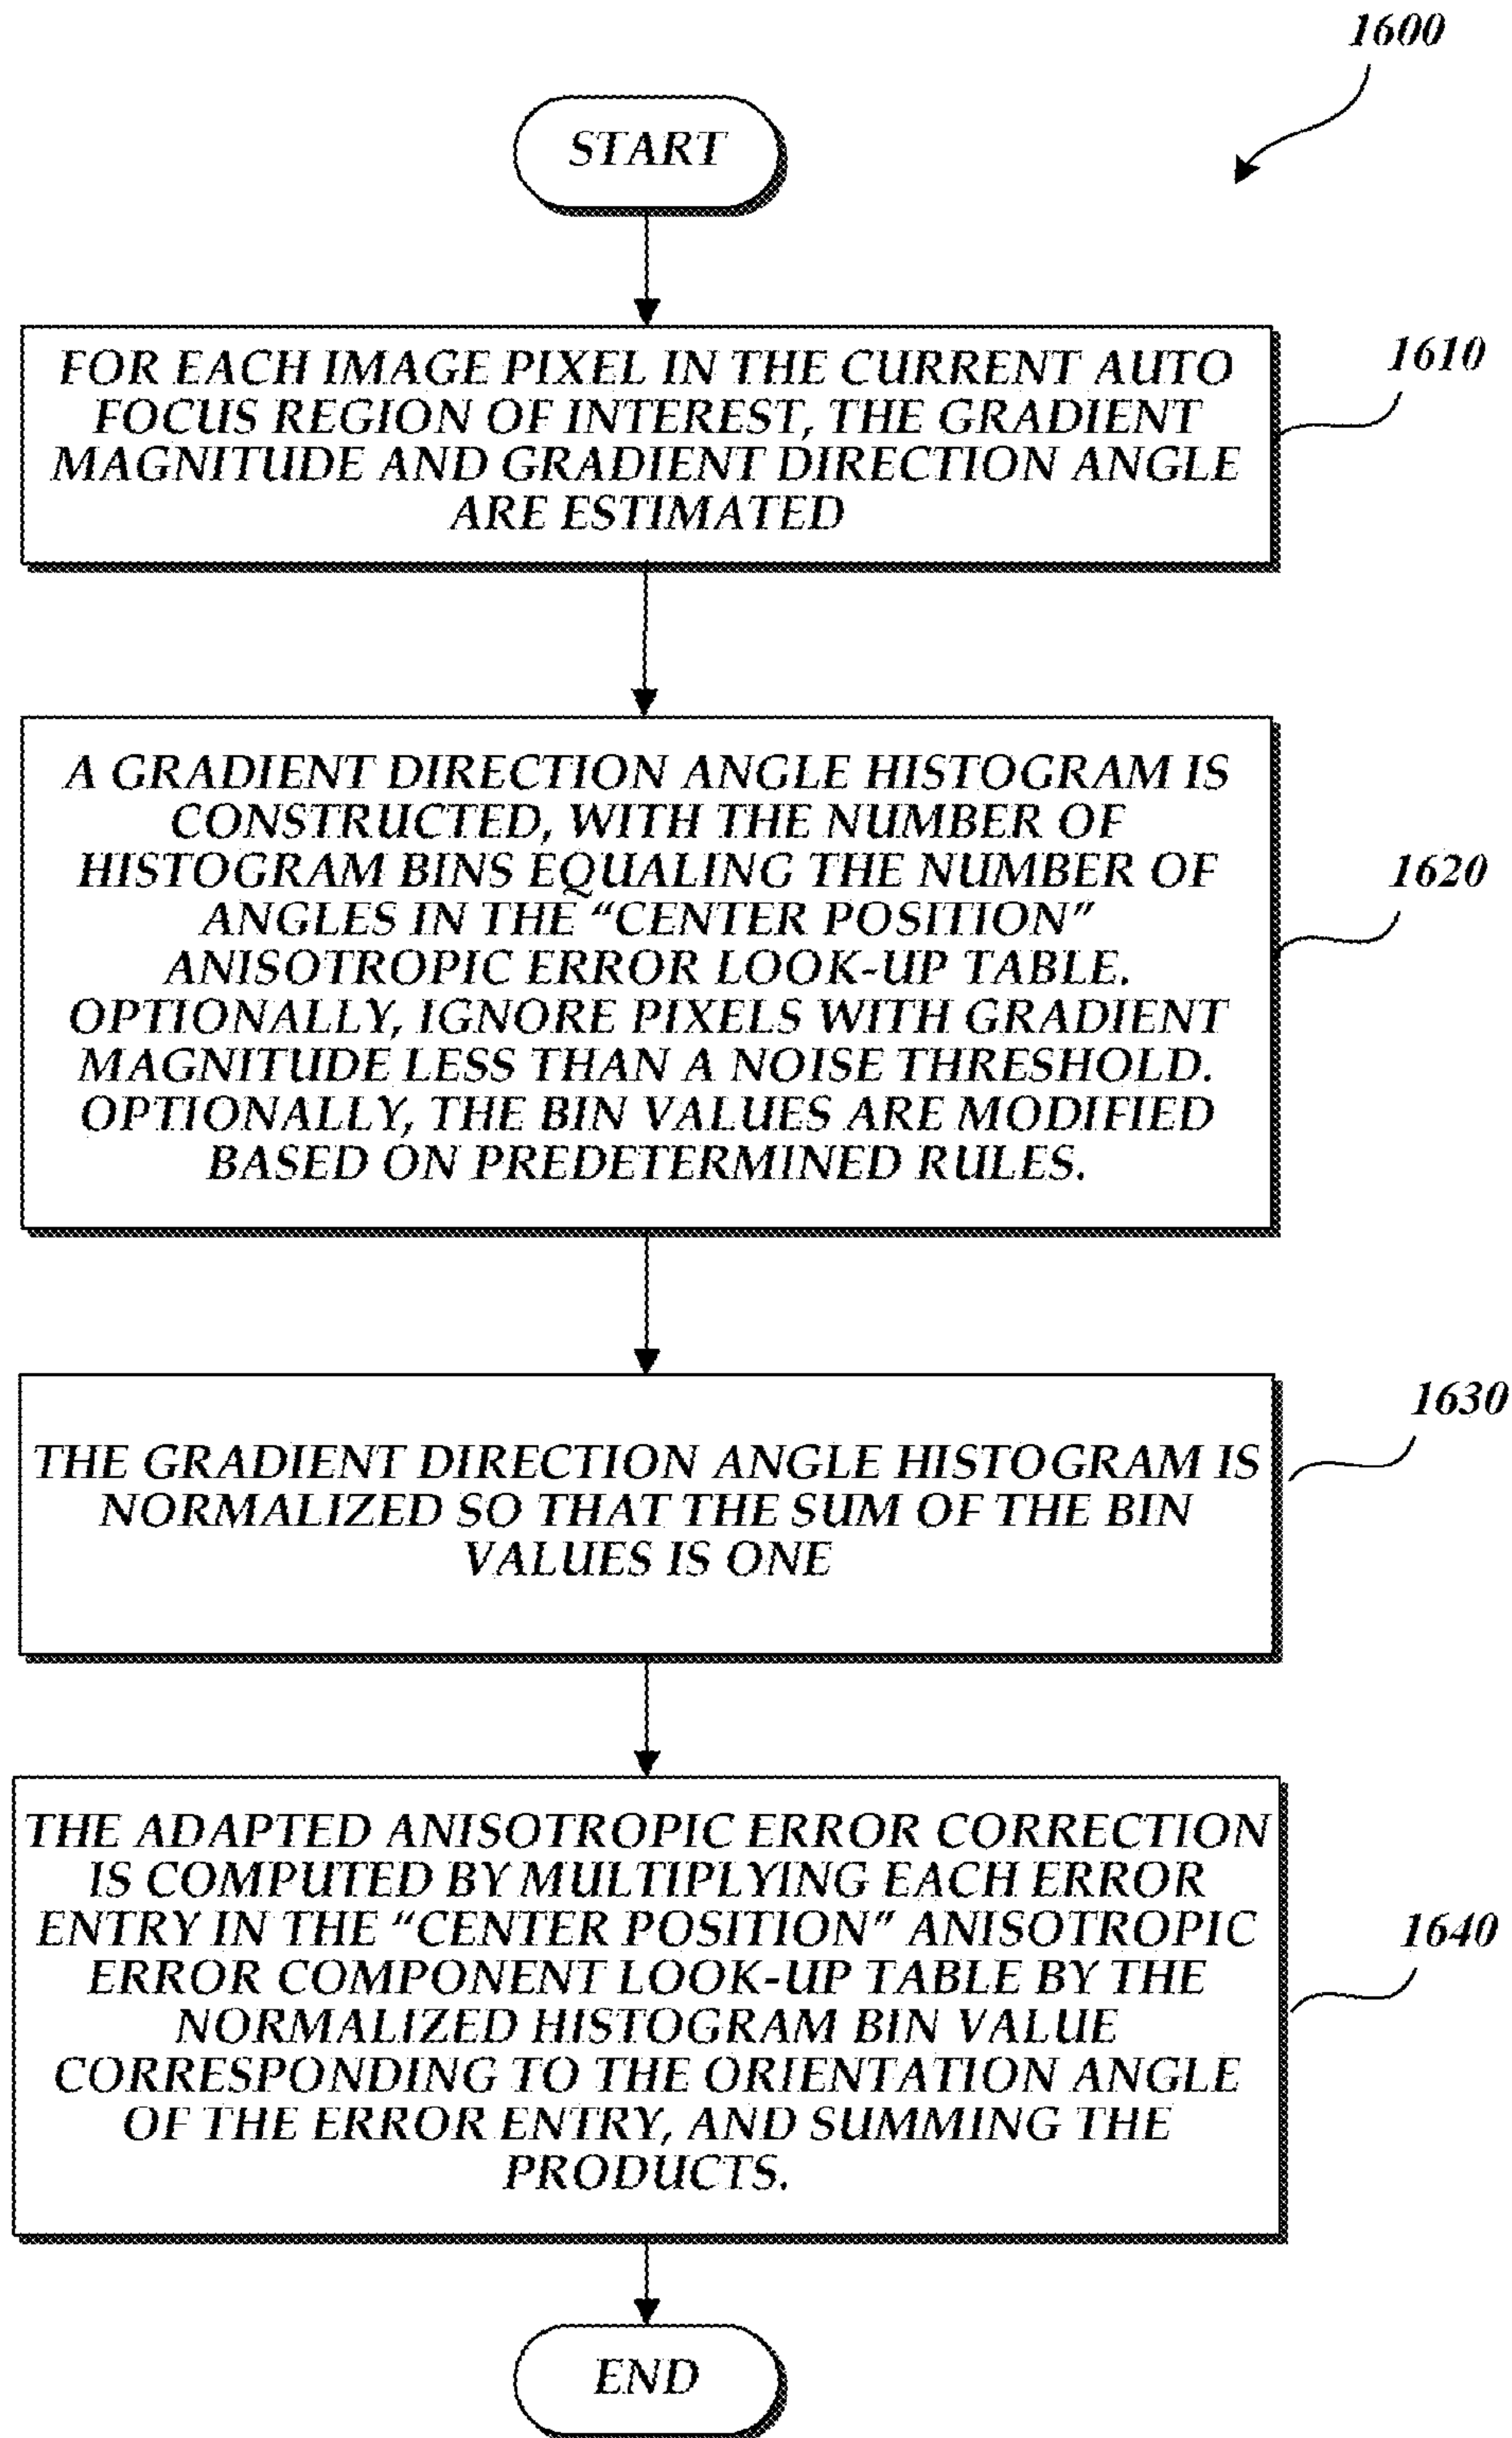 1600
START
FOR EACH IMAGE PIXEL IN THE CURRENT AUTO
FOCUS REGION OF INTEREST, THE GRADIENT
MAGNITUDE AND GRADIENT DIRECTION ANGLE
ARE ESTIMATED
1610
A GRADIENT DIRECTION ANGLE HISTOGRAM IS
CONSTRUCTED, WITH THE NUMBER OF
HISTOGRAM BINS EQUALING THE NUMBER OF
ANGLES IN THE “CENTER POSITION”
ANISOTROPIC ERROR LOOK-UP TABLE.
OPTIONALLY, IGNORE PIXELS WITH GRADIENT
MAGNITUDE LESS THAN A NOISE THRESHOLD.
OPTIONALLY, THE BIN VALUES ARE MODIFIED
BASED ON PREDETERMINED RULES.
1620
THE GRADIENT DIRECTION ANGLE HISTOGRAM IS
NORMALIZED SO THAT THE SUM OF THE BIN
VALUES IS ONE
1630
THE ADAPTED ANISOTROPIC ERROR CORRECTION
IS COMPUTED BY MULTIPLYING EACH ERROR
ENTRY IN THE “CENTER POSITION” ANISOTROPIC
ERROR COMPONENT LOOK-UP TABLE BY THE
NORMALIZED HISTOGRAM BIN VALUE
CORRESPONDING TO THE ORIENTATION ANGLE
OF THE ERROR ENTRY, AND SUMMING THE
PRODUCTS.
1640
END